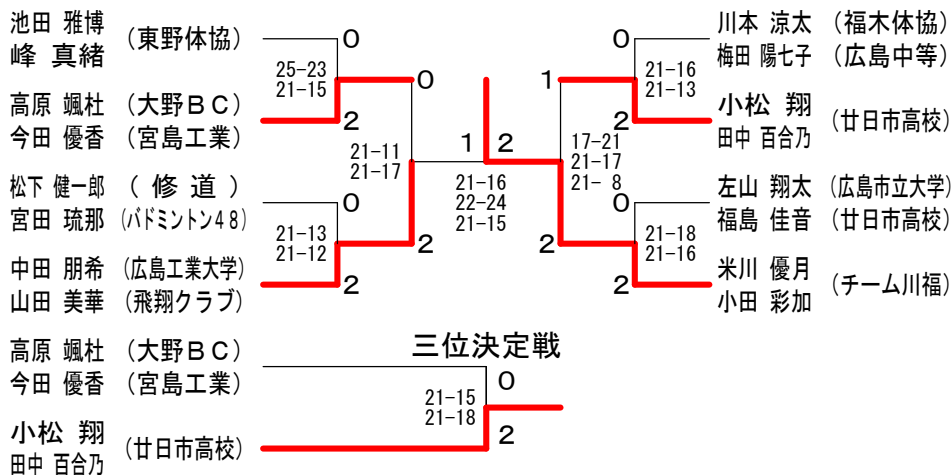 池田 雅博
峰 真緒
(東野体協)
0
25-23
21-15
2
高原 颯杜 (大野BC)
今田 優香 (宮島工業)
0
21-11
21-17
2
松下 健一郎 (修道)
宮田 琉那 (バドミントン48)
0
21-13
21-12
2
中田 朋希 (広島工業大学)
山田 美華 (飛翔クラブ)
1 2
21-16
22-24
21-15
川本 涼太 (福木体協)
梅田 陽七子 (広島中等)
0
21-16
21-13
2
小松 翔
田中 百合乃
(廿日市高校)
1
17-21
21-17
21- 8
2
左山 翔太 (広島市立大学)
福島 佳音 (廿日市高校)
0
21-18
21-16
2
米川 優月
小田 彩加
(チーム川福)
三位決定戦
高原 颯杜 (大野BC)
今田 優香 (宮島工業)
0
21-15
21-18
2
小松 翔
田中 百合乃
(廿日市高校)